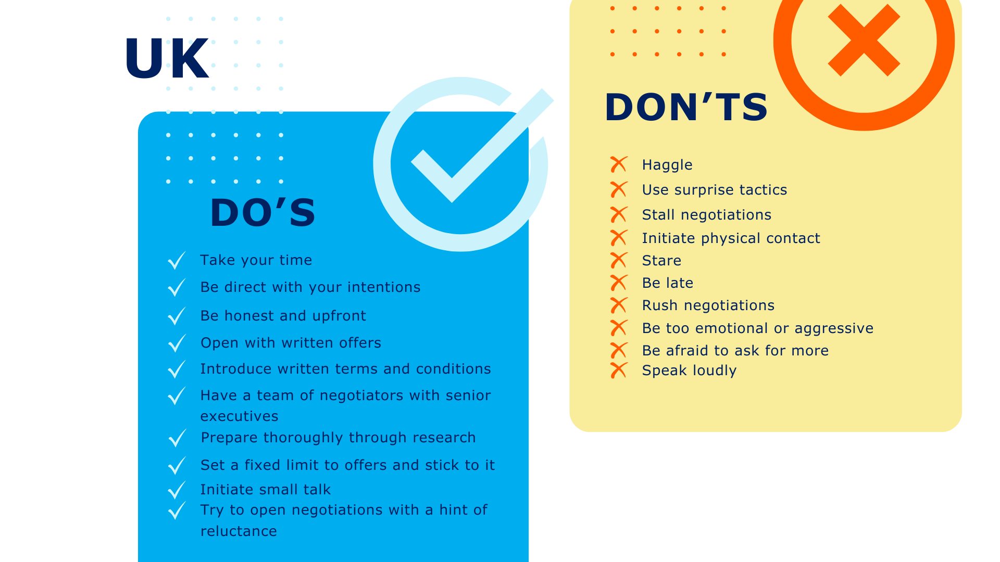 UK
DO’S
Take your time
Be direct with your intentions
Be honest and upfront
Open with written offers
Introduce written terms and conditions
Have a team of negotiators with senior
executives
Prepare thoroughly through research
Set a fixed limit to offers and stick to it
Initiate small talk
Try to open negotiations with a hint of
reluctance
DON’TS
Haggle
Use surprise tactics
Stall negotiations
Initiate physical contact
Stare
Be late
Rush negotiations
Be too emotional or aggressive
Be afraid to ask for more
Speak loudly